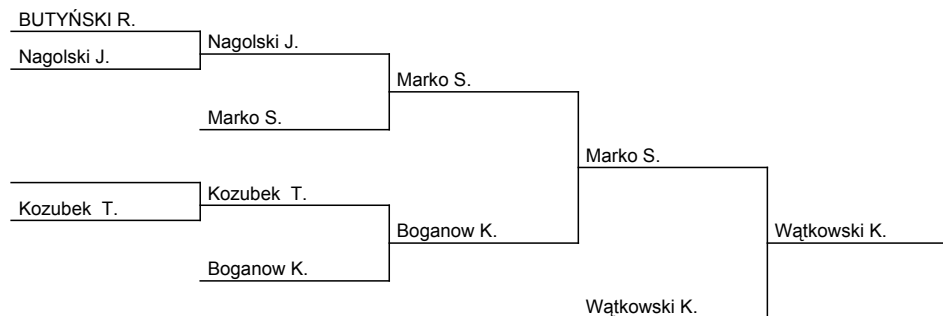 BUTYŃSKI R.
Nagolski J.
Nagolski J.
Marko S.
Marko S.
Marko S.
Kozubek T.
Kozubek T.
Boganow K.
Wątkowski K.
Boganow K.
Wątkowski K.